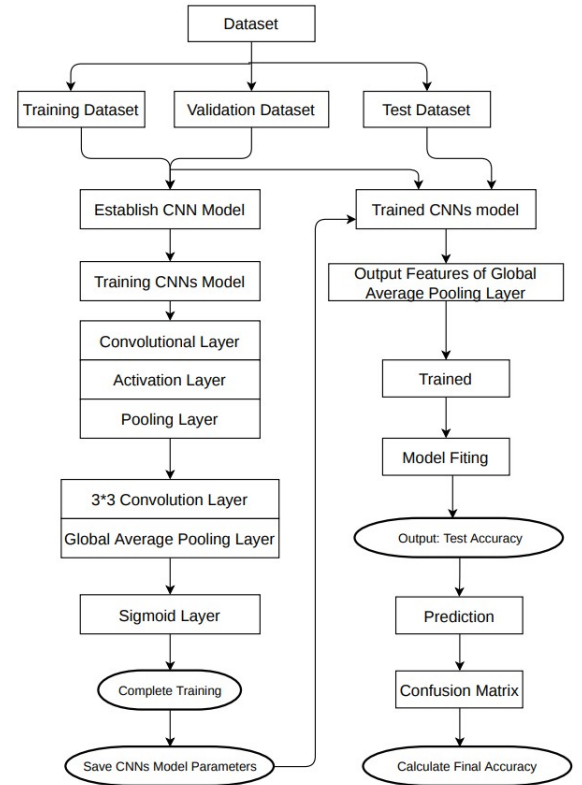 Dataset
Training Dataset
Validation Dataset
Test Dataset
Establish CNN Model
Training CNNs Model
Convolutional Layer
Activation Layer
Pooling Layer
3*3 Convolution Layer
Global Average Pooling Layer
Sigmoid Layer
Complete Training
Save CNNs Model Parameters
Trained CNNs model
Output Features of Global
Average Pooling Layer
Trained
Model Fiting
Output: Test Accuracy
Prediction
Confusion Matrix
Calculate Final Accuracy